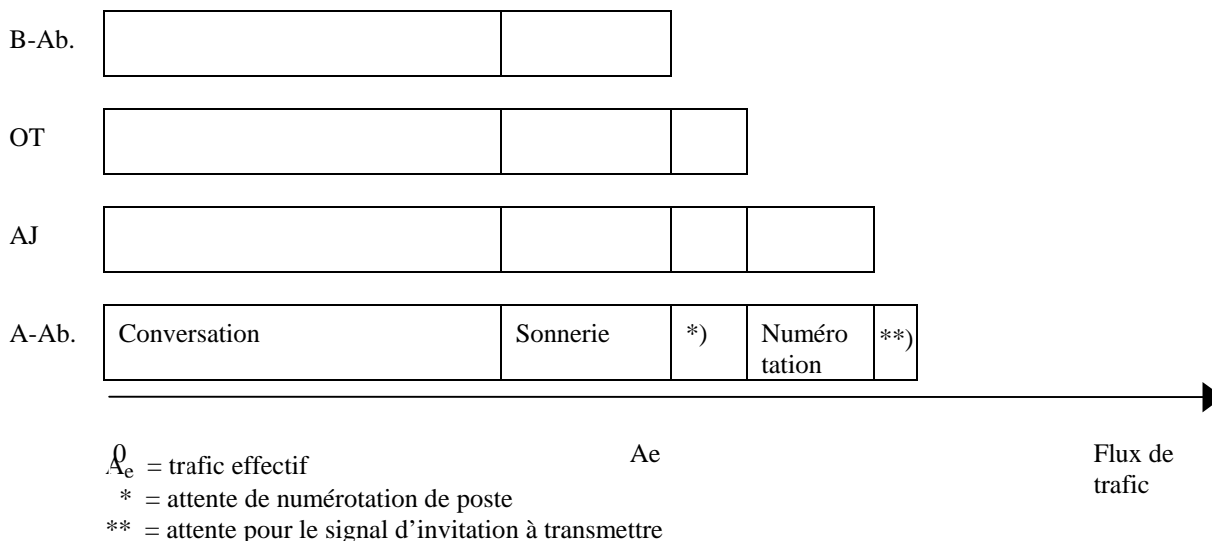 B-Ab.
OT
AJ
A-Ab. Conversation Sonnerie *) Numéro **)
tation
0 Ae Flux de
trafic
Ae = trafic effectif
* = attente de numérotation de poste
** = attente pour le signal d'invitation à transmettre